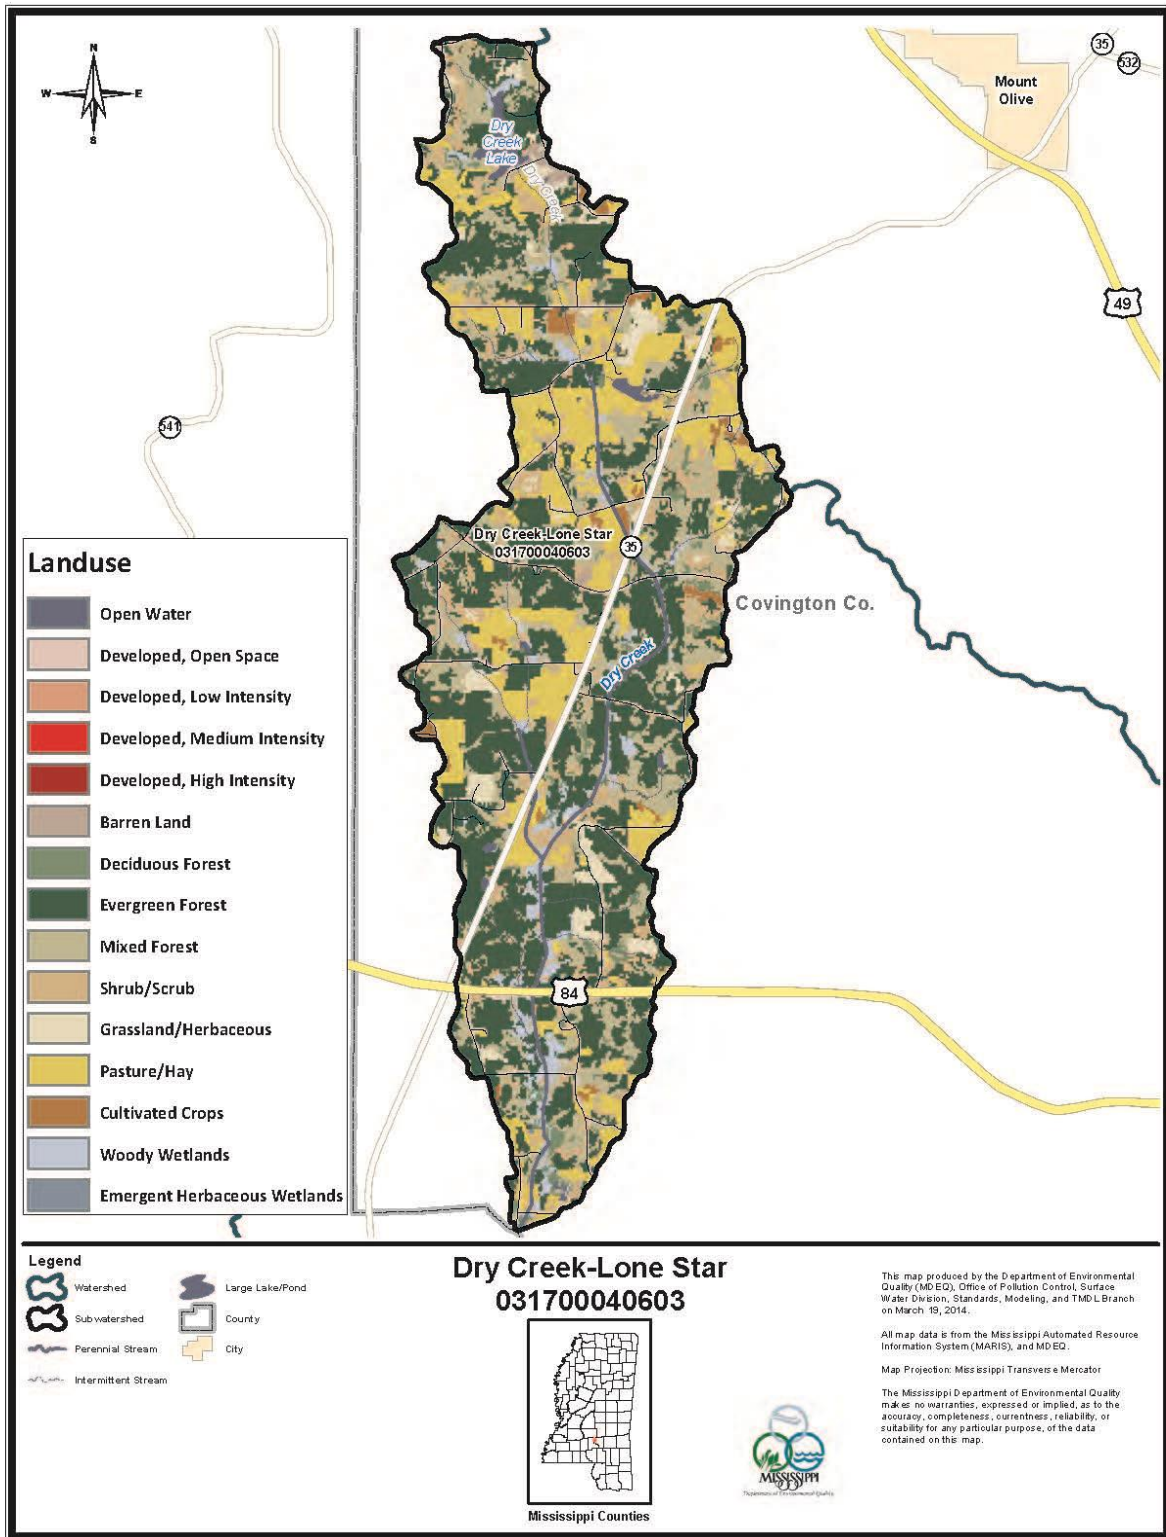 N
W
E
S
35
532
Mount
Olive
Dry
Creek
Lake
Dry Creek
49
541
Dry Creek-Lone Star
031700040603
35
Covington Co.
Dry Creek
84
Landuse
Open Water
Developed, Open Space
Developed, Low Intensity
Developed, Medium Intensity
Developed, High Intensity
Barren Land
Deciduous Forest
Evergreen Forest
Mixed Forest
Shrub/Scrub
Grassland/Herbaceous
Pasture/Hay
Cultivated Crops
Woody Wetlands
Emergent Herbaceous Wetlands
Legend
Watershed
Subwatershed
Perennial Stream
Intermittent Stream
Large Lake/Pond
County
City
Dry Creek-Lone Star
031700040603
Mississippi Counties
MISSISSIPPI
Department of Environmental Quality
This map produced by the Department of Environmental
Quality (MDEQ), Office of Pollution Control, Surface
Water Division, Standards, Modeling, and TMDL Branch
on March 19, 2014.
All map data is from the Mississippi Automated Resource
Information System (MARIS), and MDEQ.
Map Projection: Mississippi Transverse Mercator
The Mississippi Department of Environmental Quality
makes no warranties, expressed or implied, as to the
accuracy, completeness, currentness, reliability, or
suitability for any particular purpose, of the data
contained on this map.